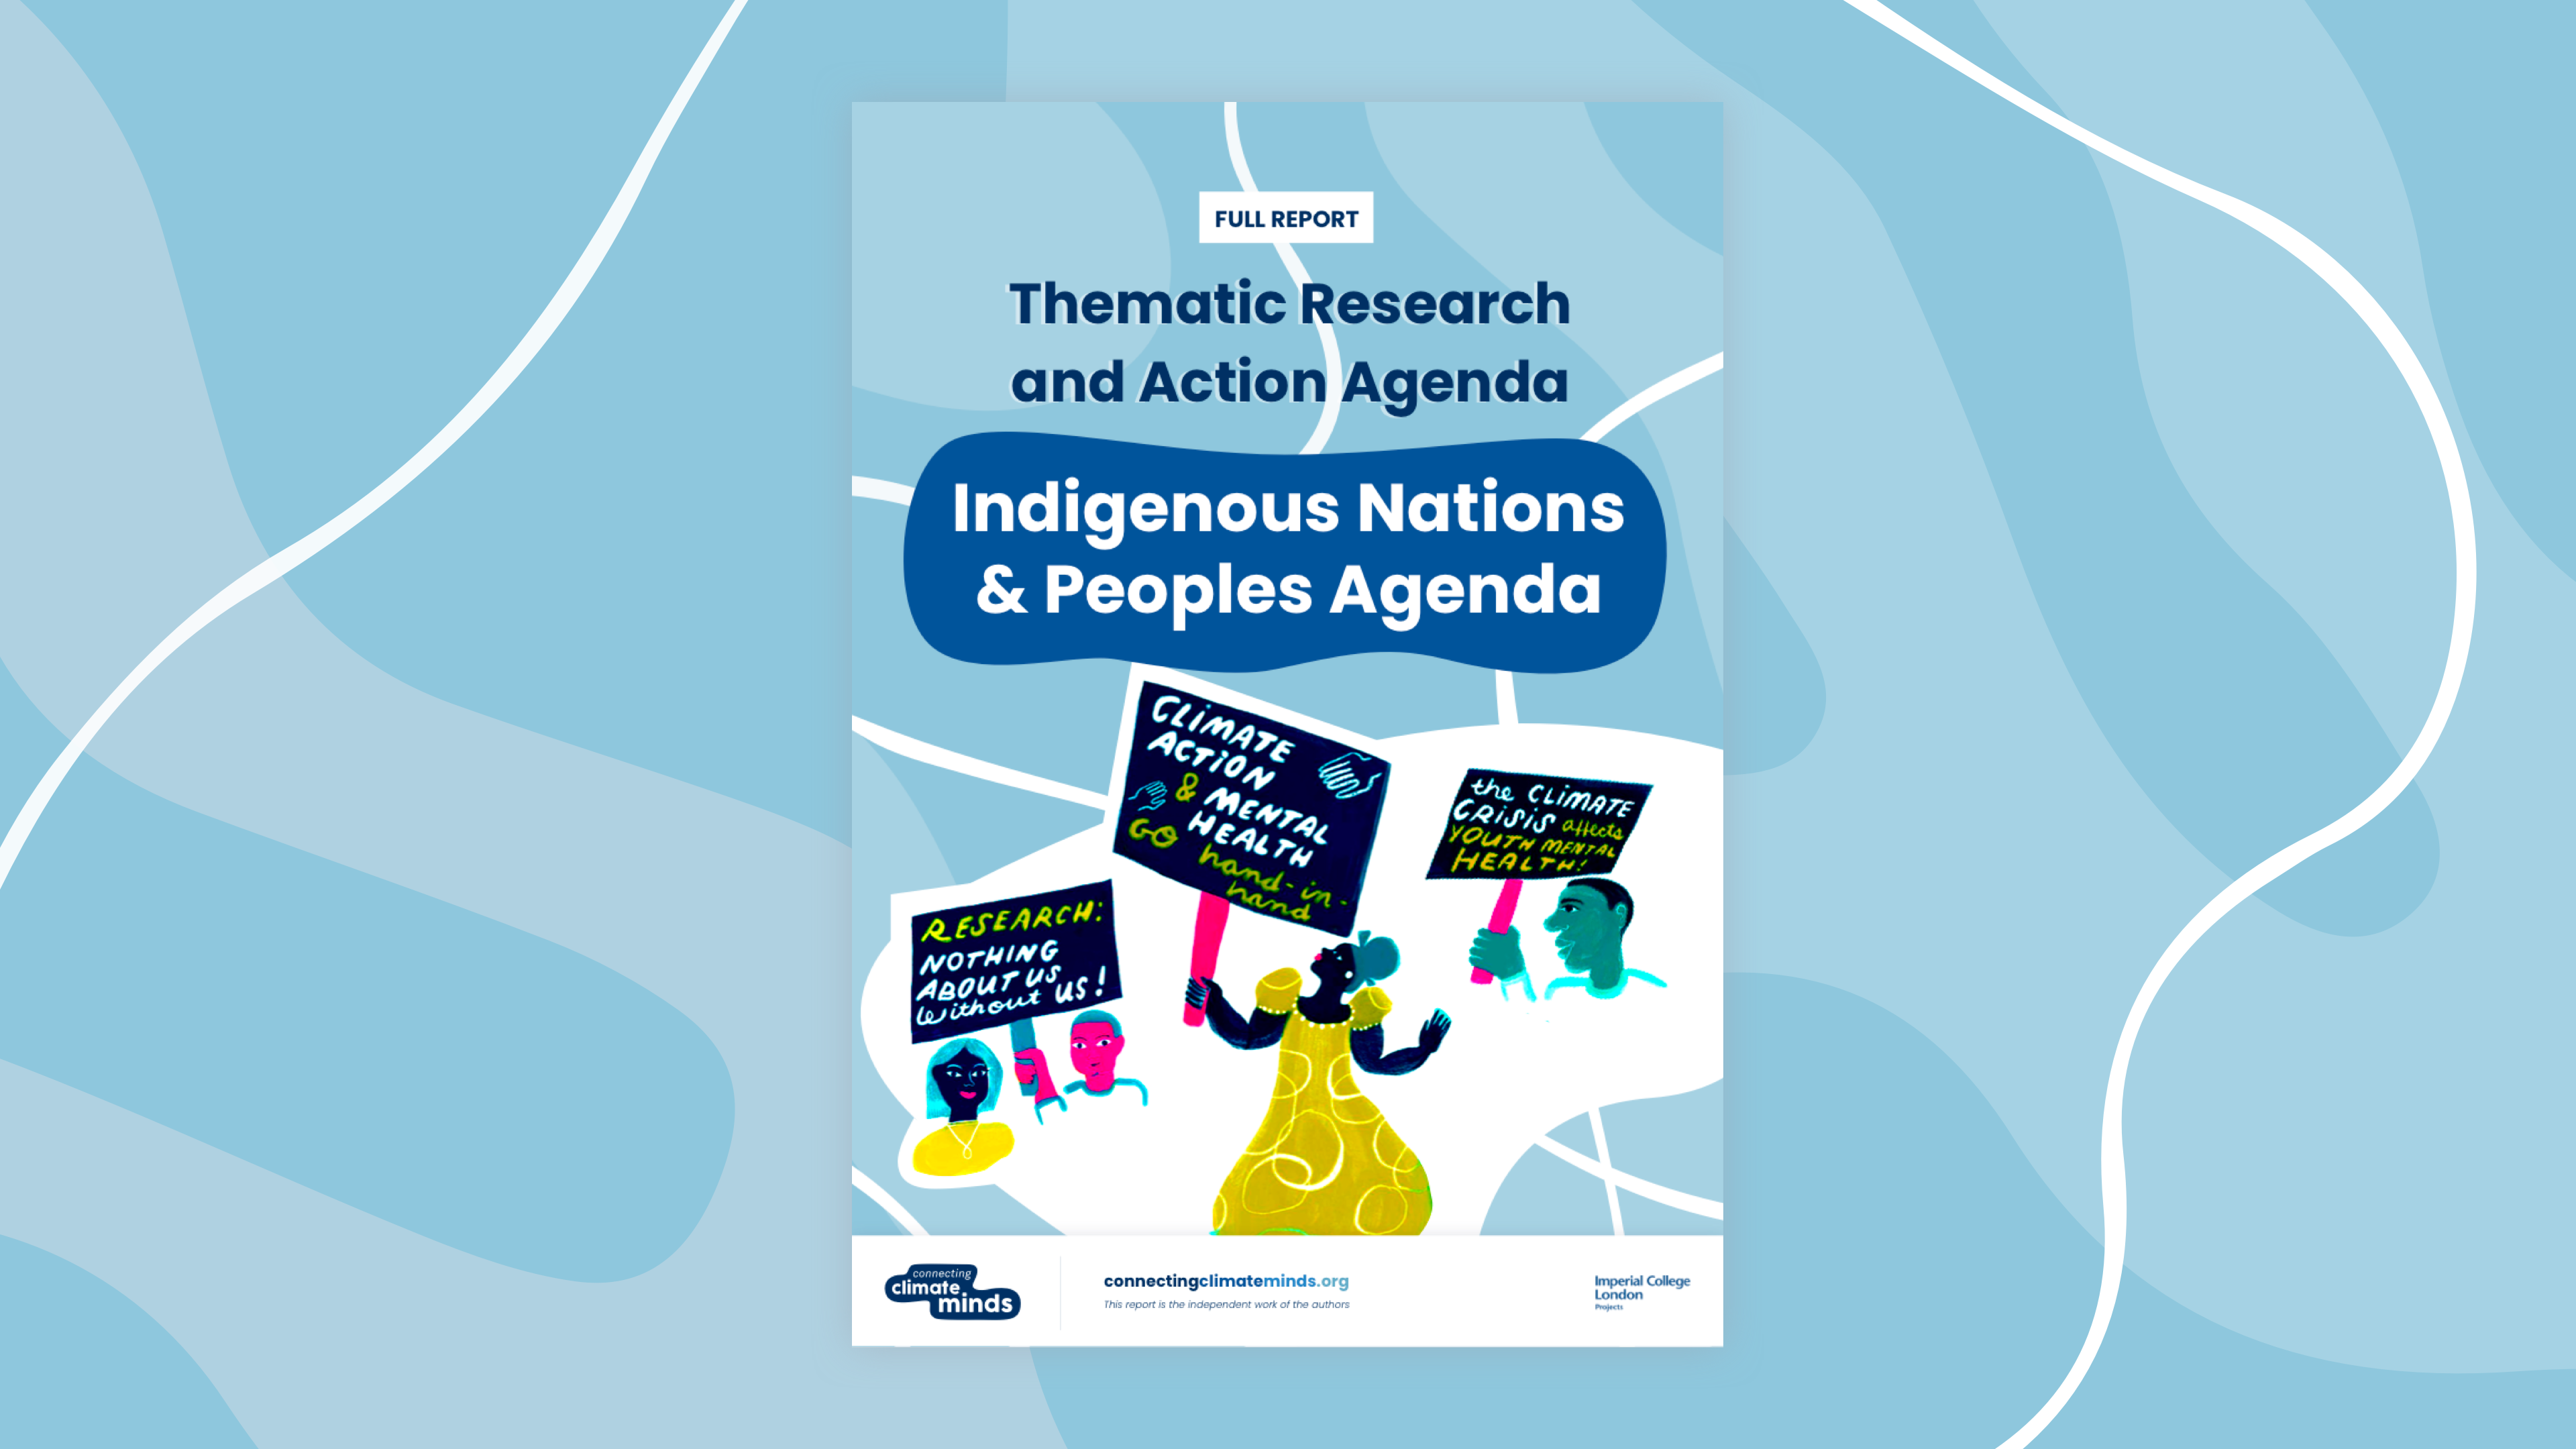 FULL REPORT
Thematic Research
and Action Agenda
Indigenous Nations
& Peoples Agenda
CLIMATE
ACTION
& MENTAL
HEALTH
GO hand-in-
hand
the CLIMATE
CRISIS affects
YOUTH MENTAL
HEALTH!
RESEARCH:
NOTHING
ABOUT US
without US!
connecting
climate
minds
connectingclimateminds.org
This report is the independent work of the authors
Imperial College
London
Projects